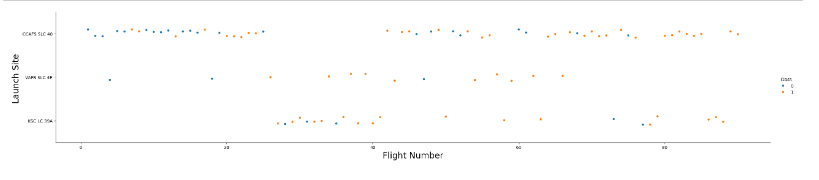 Launch Site
CCAFS SLC 40
VAFB SLC 4E
KSC LC 39A
0
20
40
60
80
Flight Number
Class
0
1